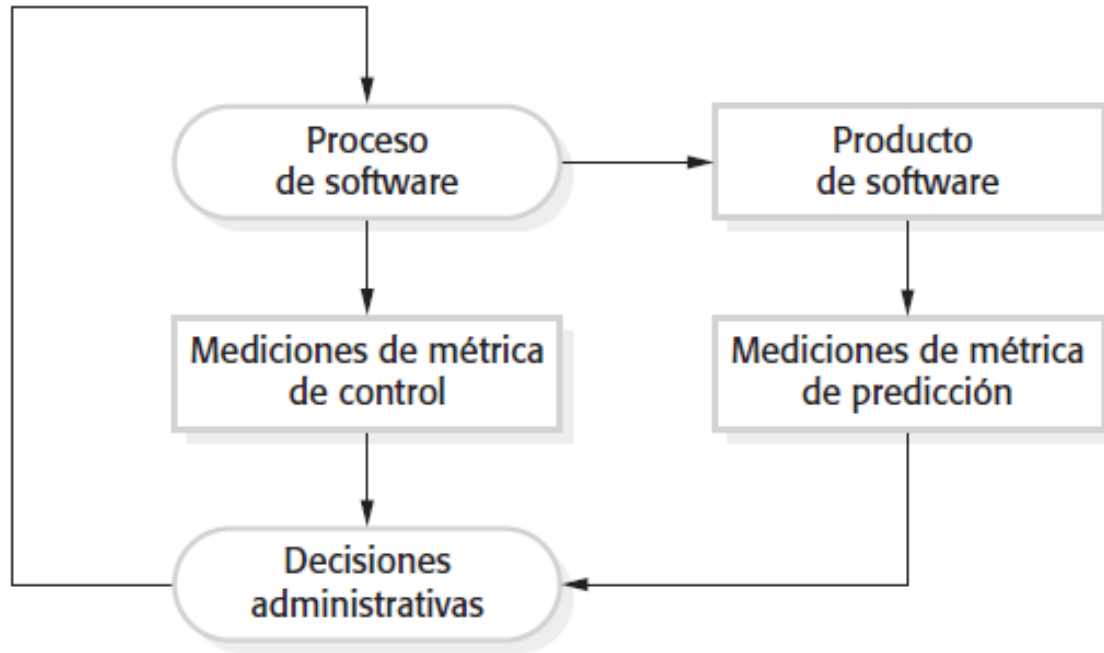 Proceso
de software
Producto
de software
Mediciones de métrica
de control
Mediciones de métrica
de predicción
Decisiones
administrativas